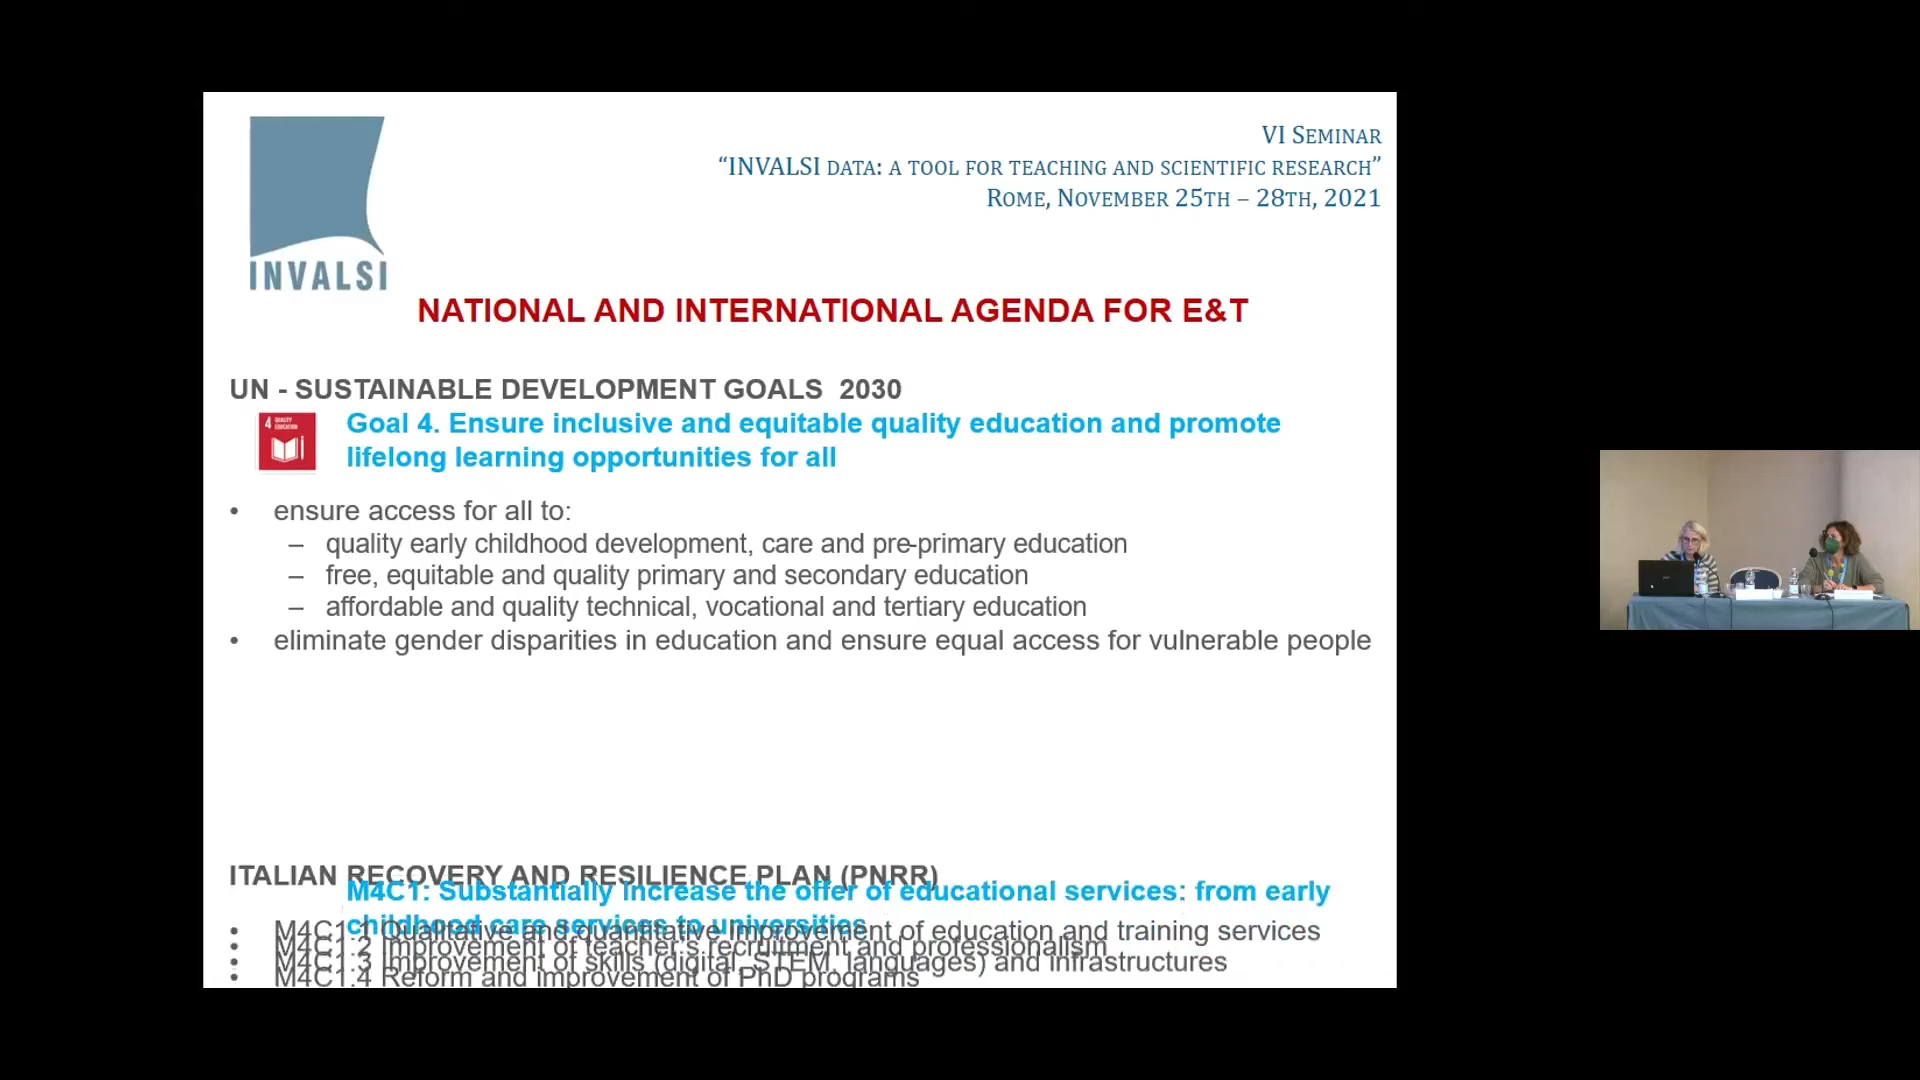 INVALSI
VI SEMINAR
“INVALSI DATA: A TOOL FOR TEACHING AND SCIENTIFIC RESEARCH”
ROME, NOVEMBER 25TH – 28TH, 2021
NATIONAL AND INTERNATIONAL AGENDA FOR E&T
UN - SUSTAINABLE DEVELOPMENT GOALS 2030
4 QUALITY
EDUCATION
Goal 4. Ensure inclusive and equitable quality education and promote
lifelong learning opportunities for all
• ensure access for all to:
– quality early childhood development, care and pre-primary education
– free, equitable and quality primary and secondary education
– affordable and quality technical, vocational and tertiary education
• eliminate gender disparities in education and ensure equal access for vulnerable people
ITALIAN RECOVERY AND RESILIENCE PLAN (PNRR)
M4C1: Substantially increase the offer of educational services: from early
childhood care services to universities
• M4C1.1 Qualitative and quantitative improvement of education and training services
• M4C1.2 Improvement of teacher's recruitment and professionalism
• M4C1.3 Improvement of skills (digital, STEM, languages) and infrastructures
• M4C1.4 Reform and improvement of PhD programs